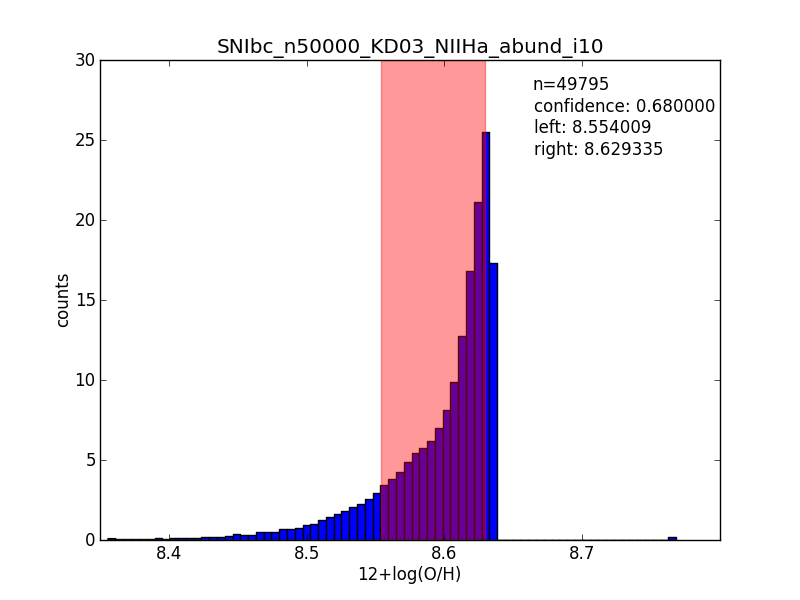 SNIbc_n50000_KD03_NIIHa_abund_i10
30
25
20
15
10
5
0
counts
n=49795
confidence: 0.680000
left: 8.554009
right: 8.629335
8.4 8.5 8.6 8.7
12+log(O/H)